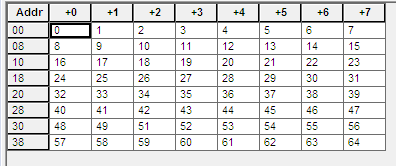 Addr +0 +1 +2 +3 +4 +5 +6 +7
00 0 1 2 3 4 5 6 7
08 8 9 10 11 12 13 14 15
10 16 17 18 19 20 21 22 23
18 24 25 26 27 28 29 30 31
20 32 33 34 35 36 37 38 39
28 40 41 42 43 44 45 46 47
30 48 49 51 52 53 54 55 56
38 57 58 59 60 61 62 63 64